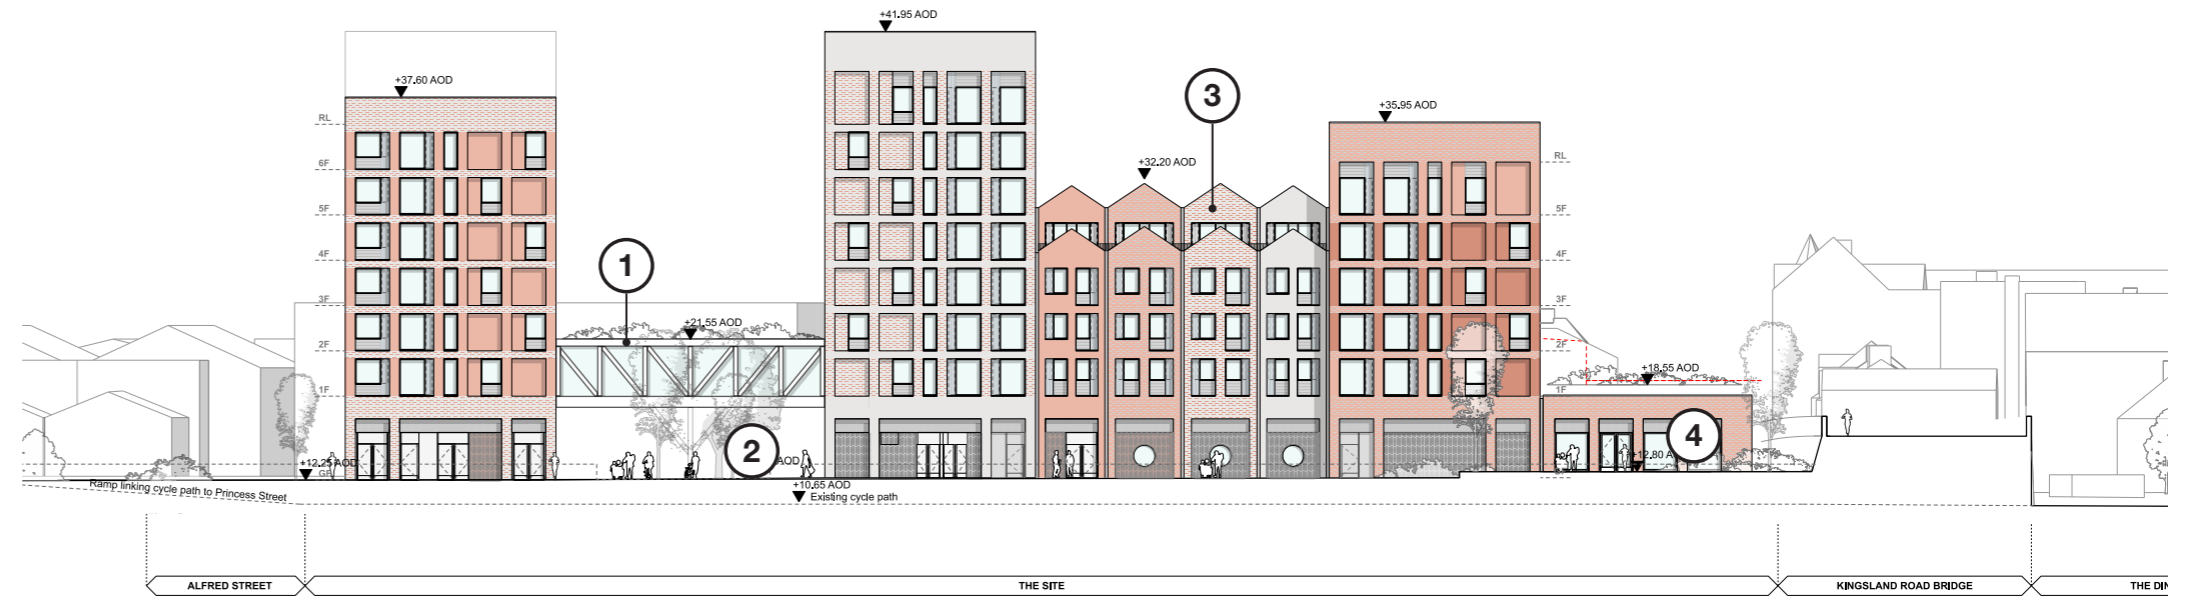 +41.95 AOD
+37.60 AOD
3
+35.95 AOD
RL
+32.20 AOD
RL
6F
5F
5F
4F
4F
1
3F
3F
+21.55 AOD
2F
2F
+18.55 AOD
1F
1F
2
4
+12.25 AOD
AOD
+12.80 A
GF
Ramp linking cycle path to Princess Street
+10.65 AOD
Existing cycle path
ALFRED STREET
THE SITE
KINGSLAND ROAD BRIDGE
THE DIN